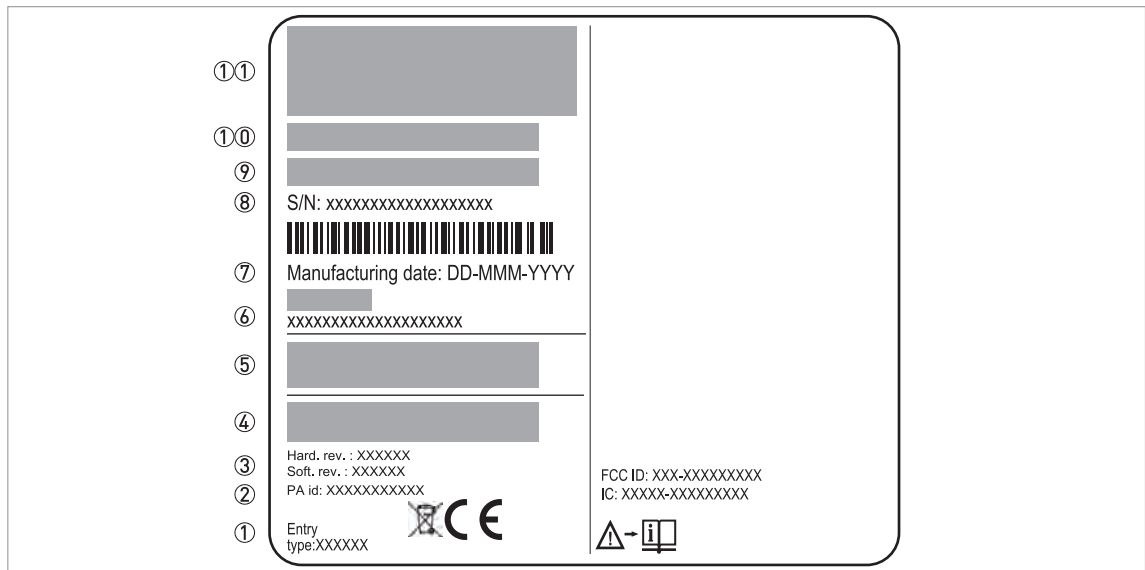 ①①
①⓪
⑨
⑧ S/N: xxxxxxxxxxxxxxxxxxx
⑦ Manufacturing date: DD-MMM-YYYY
⑥ xxxxxxxxxxxxxxxxxxxx
⑤
④
③ Hard. rev. : XXXXXX
Soft. rev. : XXXXXX
② PA id: XXXXXXXXXXX
① Entry
type:XXXXXX
CE
FCC ID: XXX-XXXXXXXXX
IC: XXXXX-XXXXXXXXX
i